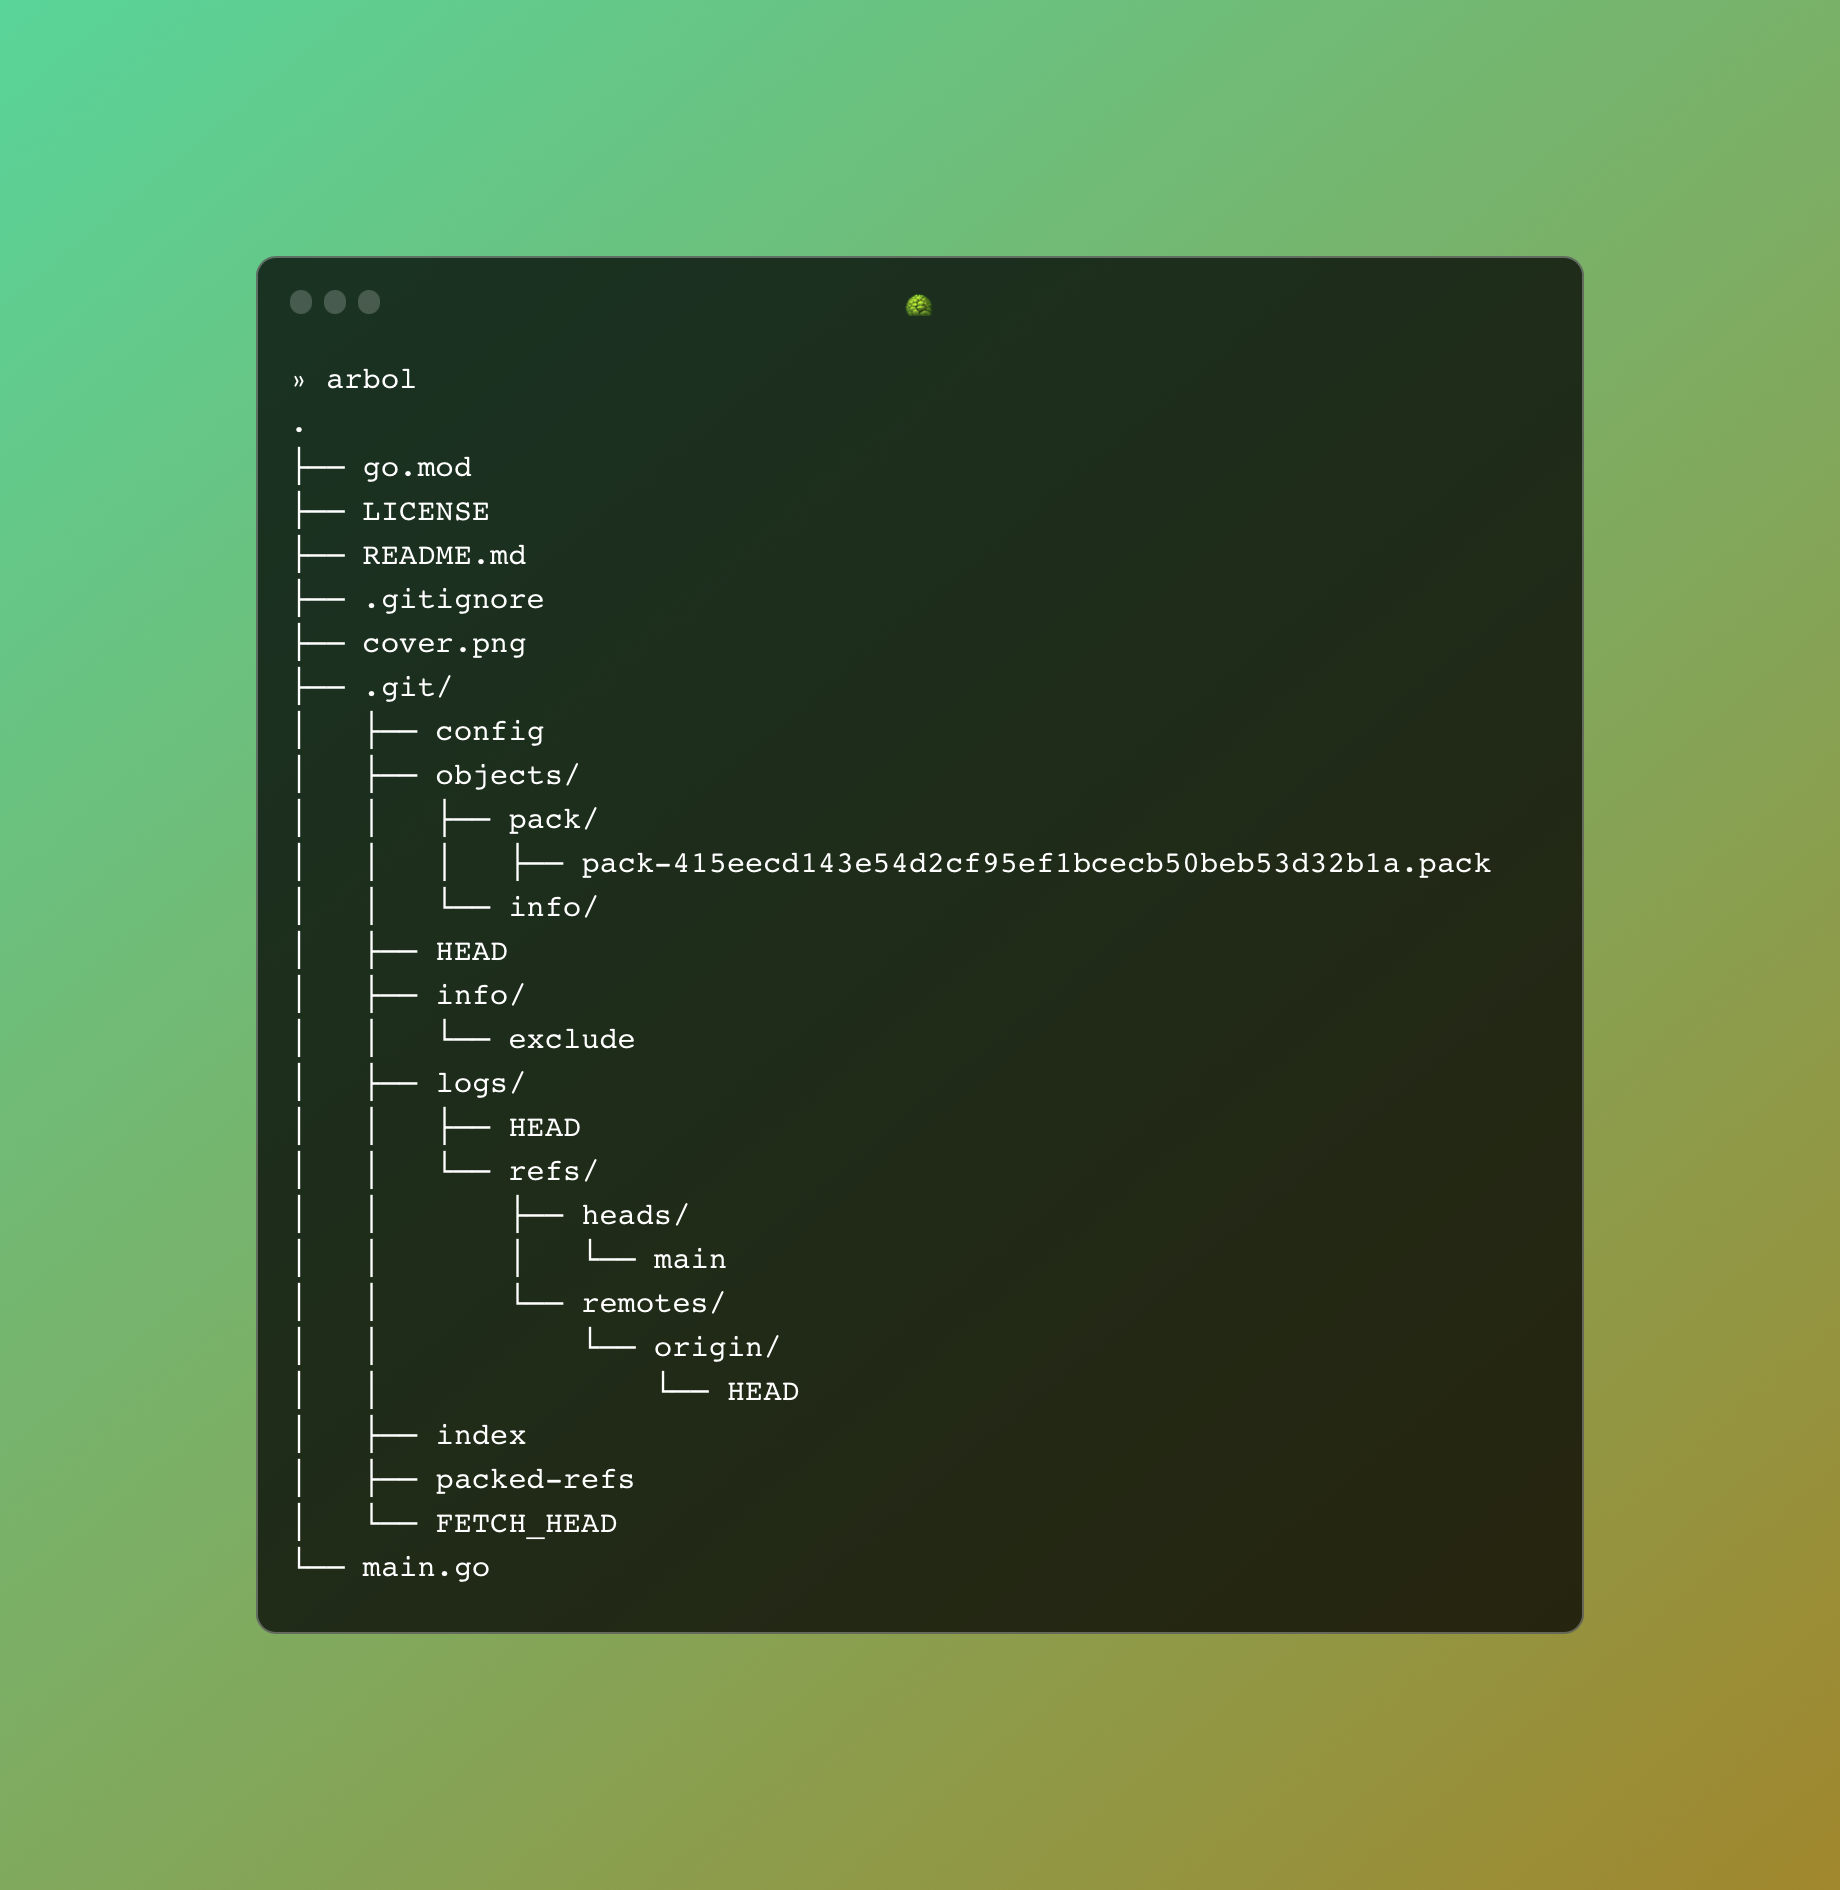 » arbol
.
├── go.mod
├── LICENSE
├── README.md
├── .gitignore
├── cover.png
├── .git/
│   ├── config
│   ├── objects/
│   │   ├── pack/
│   │   │   ├── pack-415eecd143e54d2cf95ef1bcecb50beb53d32b1a.pack
│   │   └── info/
│   ├── HEAD
│   ├── info/
│   │   └── exclude
│   ├── logs/
│   │   ├── HEAD
│   │   └── refs/
│   │       ├── heads/
│   │       │   └── main
│   │       └── remotes/
│   │           └── origin/
│   │               └── HEAD
│   ├── index
│   ├── packed-refs
│   └── FETCH_HEAD
└── main.go